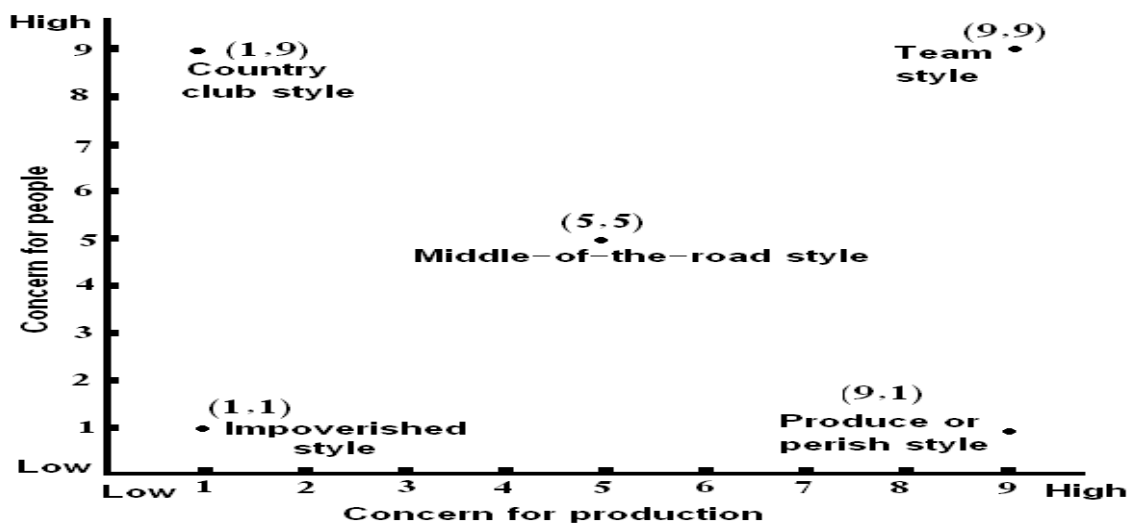 High
9
(1,9)
Country
club style
(9,9)
Team
style
8
7
6
5
(5,5)
Middle-of-the-road style
4
3
2
1
(1,1)
Impoverished
style
(9,1)
Produce or
perish style
Low
Concern for people
Low 1 2 3 4 5 6 7 8 9 High
Concern for production